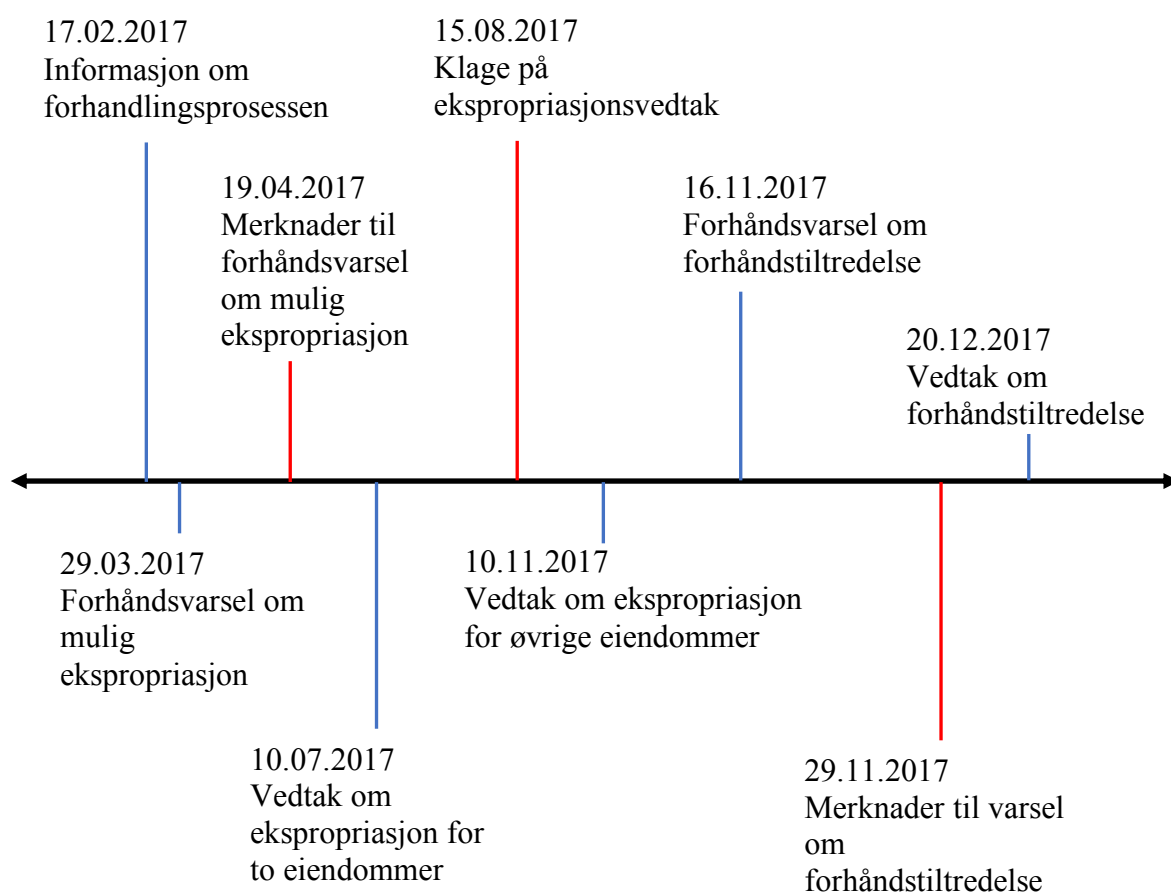 17.02.2017
Informasjon om
forhandlingsprosessen
15.08.2017
Klage på
ekspropriasjonsvedtak
19.04.2017
Merknader til
forhåndsvarsel
om mulig
ekspropriasjon
16.11.2017
Forhåndsvarsel om
forhåndstiltredelse
20.12.2017
Vedtak om
forhåndstiltredelse
29.03.2017
Forhåndsvarsel om
mulig
ekspropriasjon
10.11.2017
Vedtak om ekspropriasjon
for øvrige eiendommer
10.07.2017
Vedtak om
ekspropriasjon for
to eiendommer
29.11.2017
Merknader til varsel
om
forhåndstiltredelse